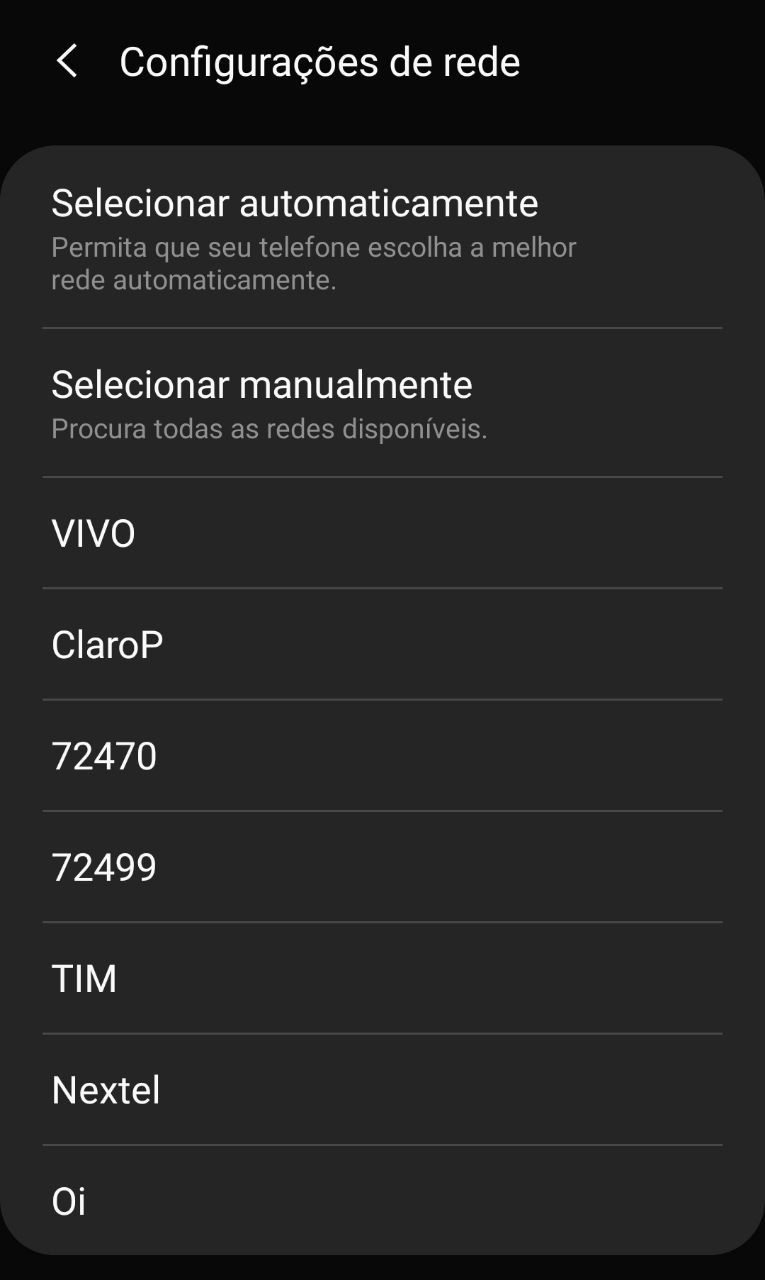 Configurações de rede
Selecionar automaticamente
Permita que seu telefone escolha a melhor
rede automaticamente.
Selecionar manualmente
Procura todas as redes disponíveis.
VIVO
ClaroP
72470
72499
TIM
Nextel
Oi